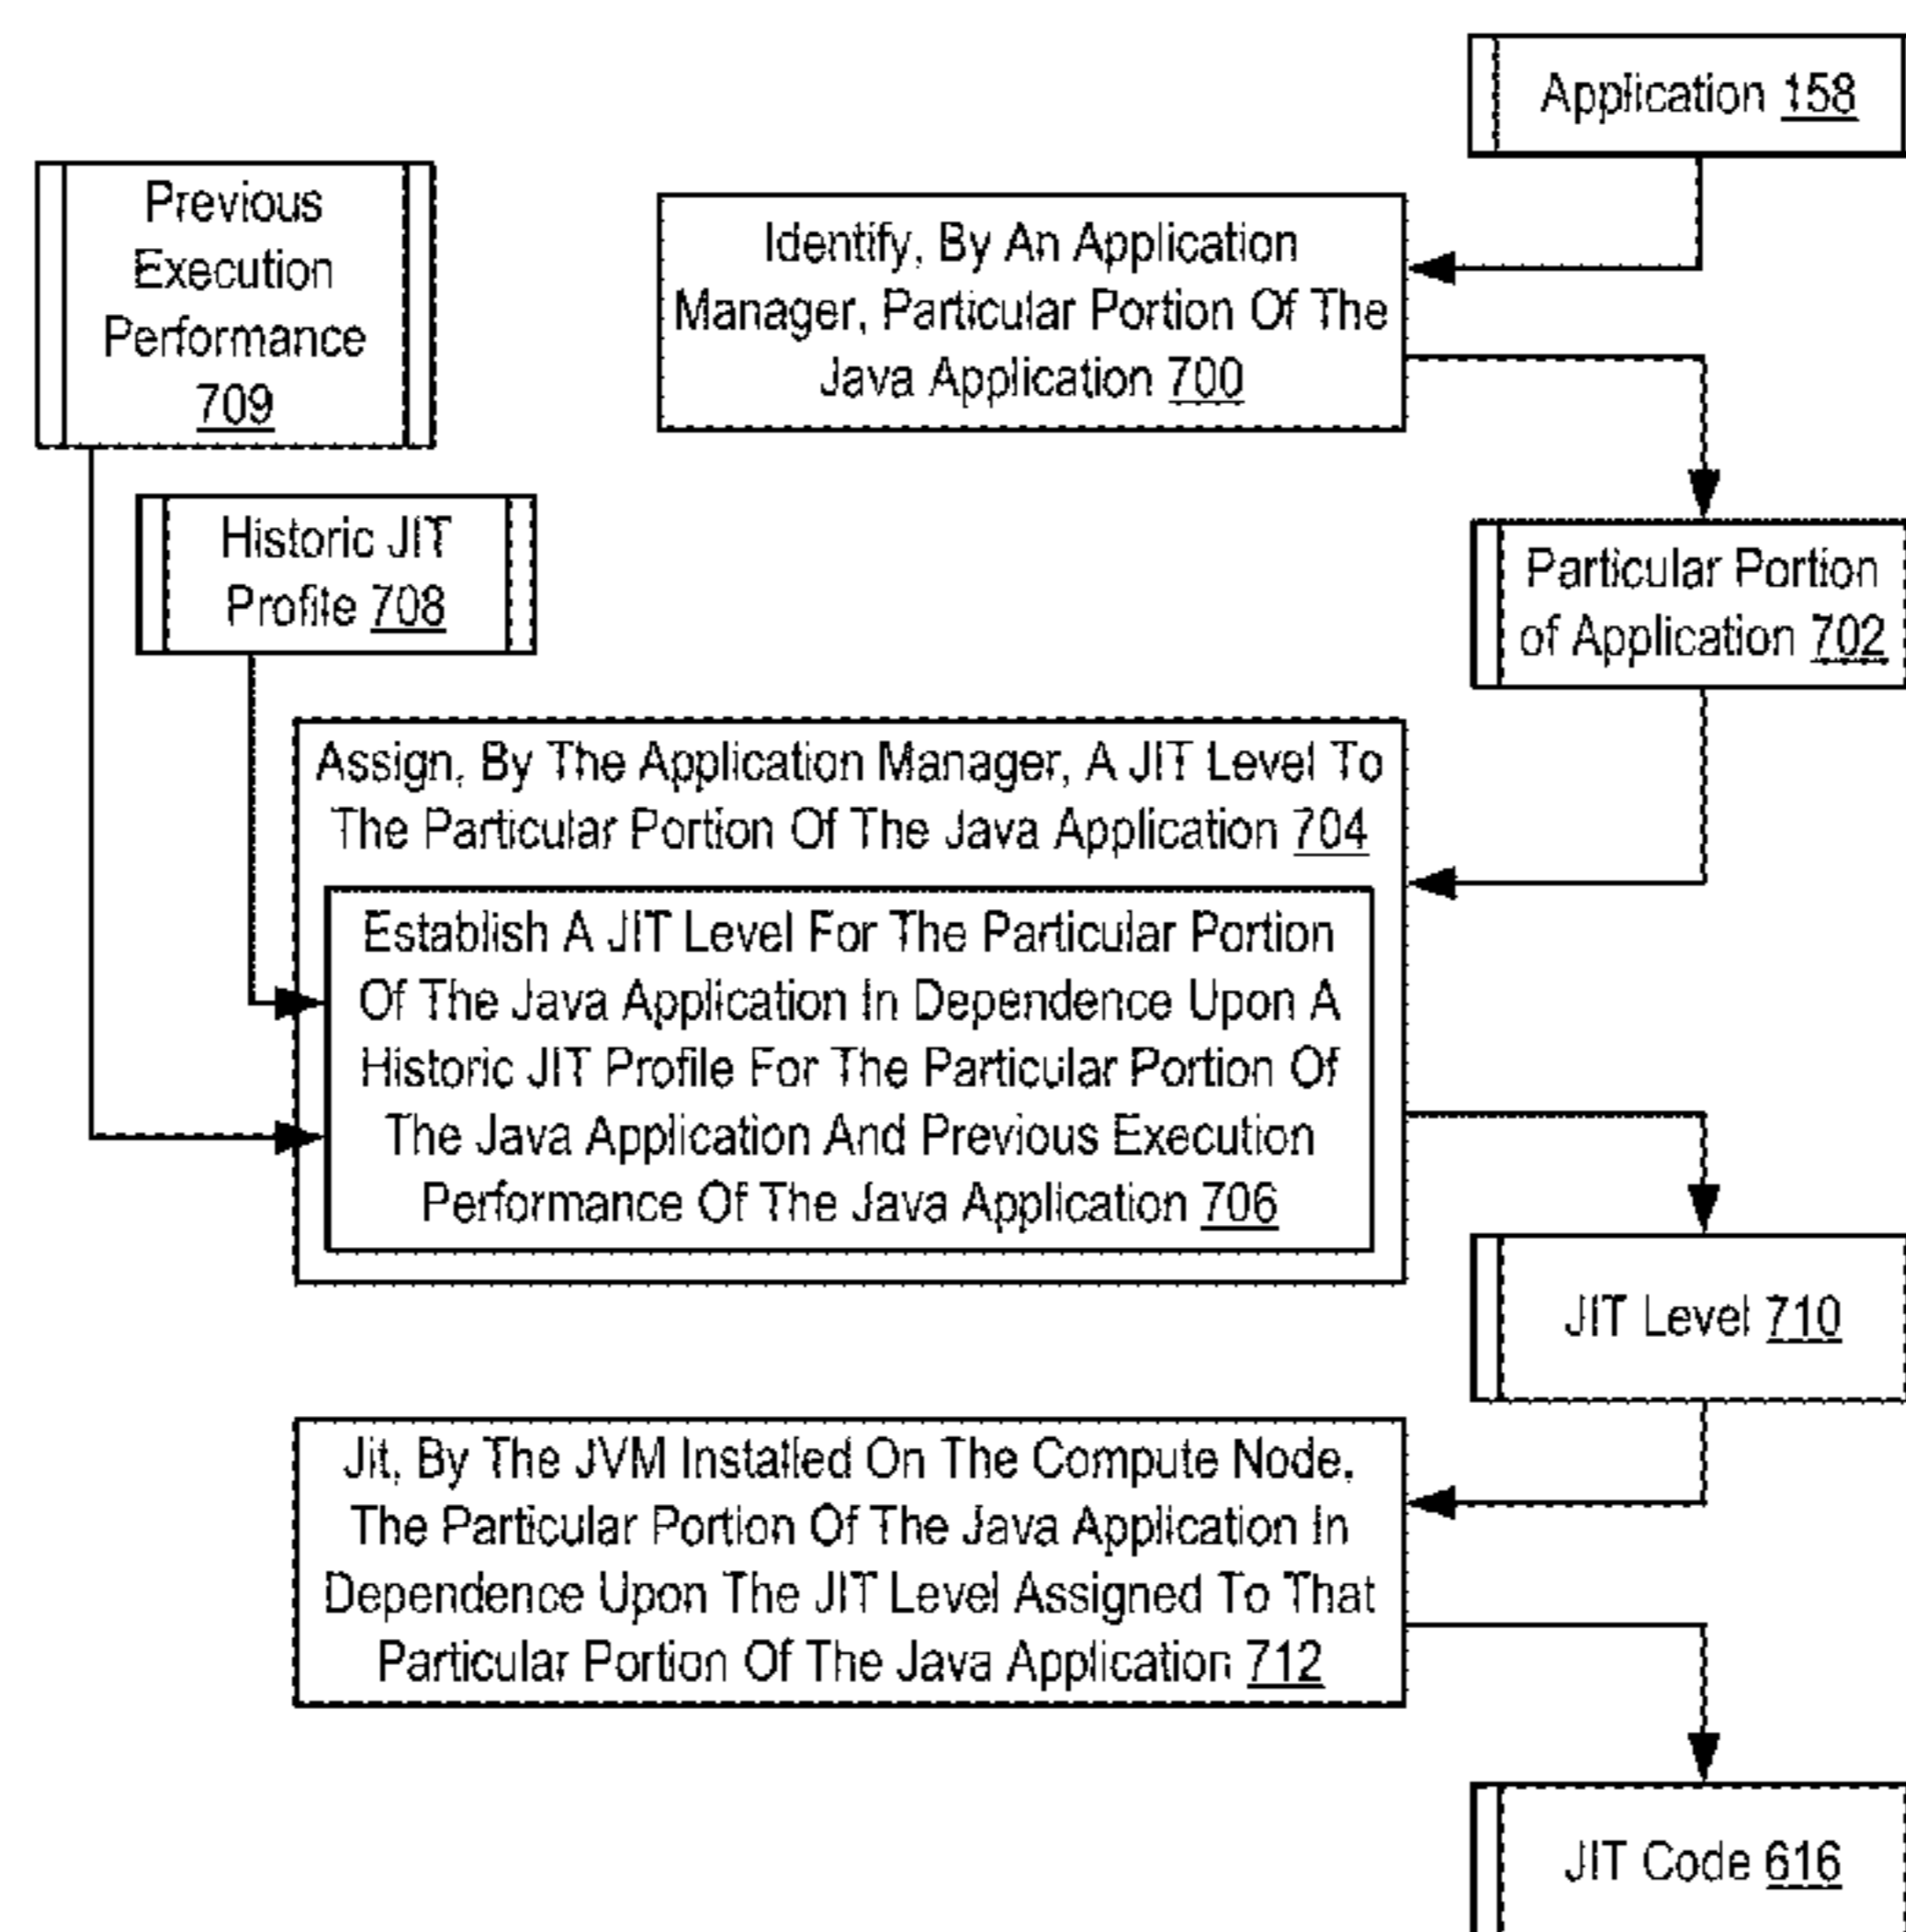 Application 158
Previous
Execution
Performance
709
Identify, By An Application
Manager, Particular Portion Of The
Java Application 700
Historic JIT
Profile 708
Particular Portion
of Application 702
Assign, By The Application Manager, A JIT Level To
The Particular Portion Of The Java Application 704
Establish A JIT Level For The Particular Portion
Of The Java Application In Dependence Upon A
Historic JIT Profile For The Particular Portion Of
The Java Application And Previous Execution
Performance Of The Java Application 706
JIT Level 710
Jit, By The JVM Installed On The Compute Node,
The Particular Portion Of The Java Application In
Dependence Upon The JIT Level Assigned To That
Particular Portion Of The Java Application 712
JIT Code 616